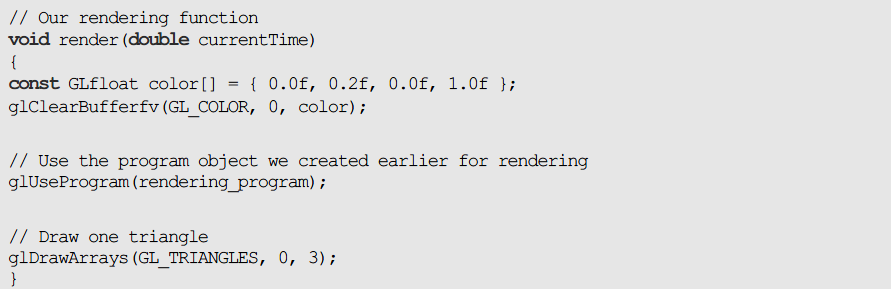 // Our rendering function
void render(double currentTime)
{
const GLfloat color[] = { 0.0f, 0.2f, 0.0f, 1.0f };
glClearBufferfv(GL_COLOR, 0, color);
// Use the program object we created earlier for rendering
glUseProgram(rendering_program);
// Draw one triangle
glDrawArrays(GL_TRIANGLES, 0, 3);
}